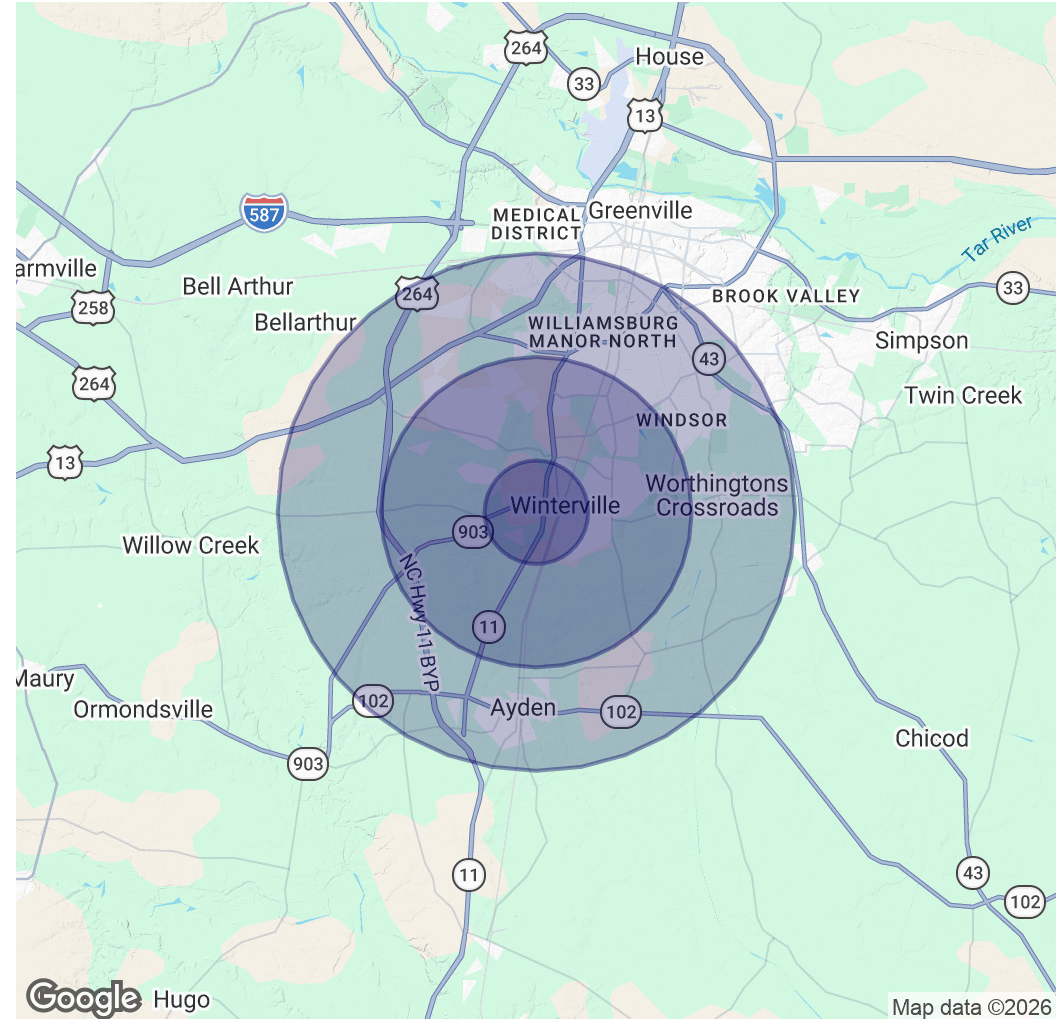 264
House
33
13
MEDICAL
DISTRICT
Greenville
587
Tar River
armville
258
Bell Arthur
264
BROOK VALLEY
33
Bellarthur
WILLIAMSBURG
MANOR NORTH
43
Simpson
264
Twin Creek
WINDSOR
13
Winterville
Worthingtons
Crossroads
903
Willow Creek
NC Hwy 11 BYP
11
Maury
Ormondsville
102
Ayden
102
903
Chicod
11
43
102
Google
Hugo
Map data ©2026